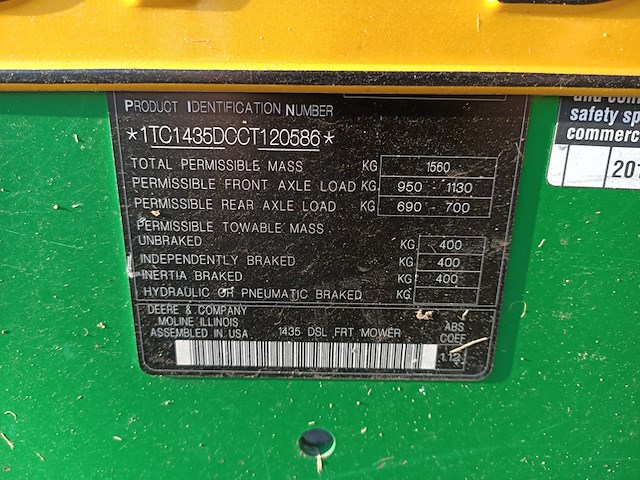 PRODUCT IDENTIFICATION NUMBER
*1TC1435DCCT120586*
TOTAL PERMISSIBLE MASS KG 1560
PERMISSIBLE FRONT AXLE LOAD KG 950 - 1130
PERMISSIBLE REAR AXLE LOAD KG 690 - 700
PERMISSIBLE TOWABLE MASS
UNBRAKED KG 400
INDEPENDENTLY BRAKED KG 400
INERTIA BRAKED KG 400
HYDRAULIC OR PNEUMATIC BRAKED KG -
DEERE & COMPANY
MOLINE ILLINOIS
ASSEMBLED IN USA
1435 DSL FRT MOWER
ABS
COEF
1.12
safety sp
commerc
201